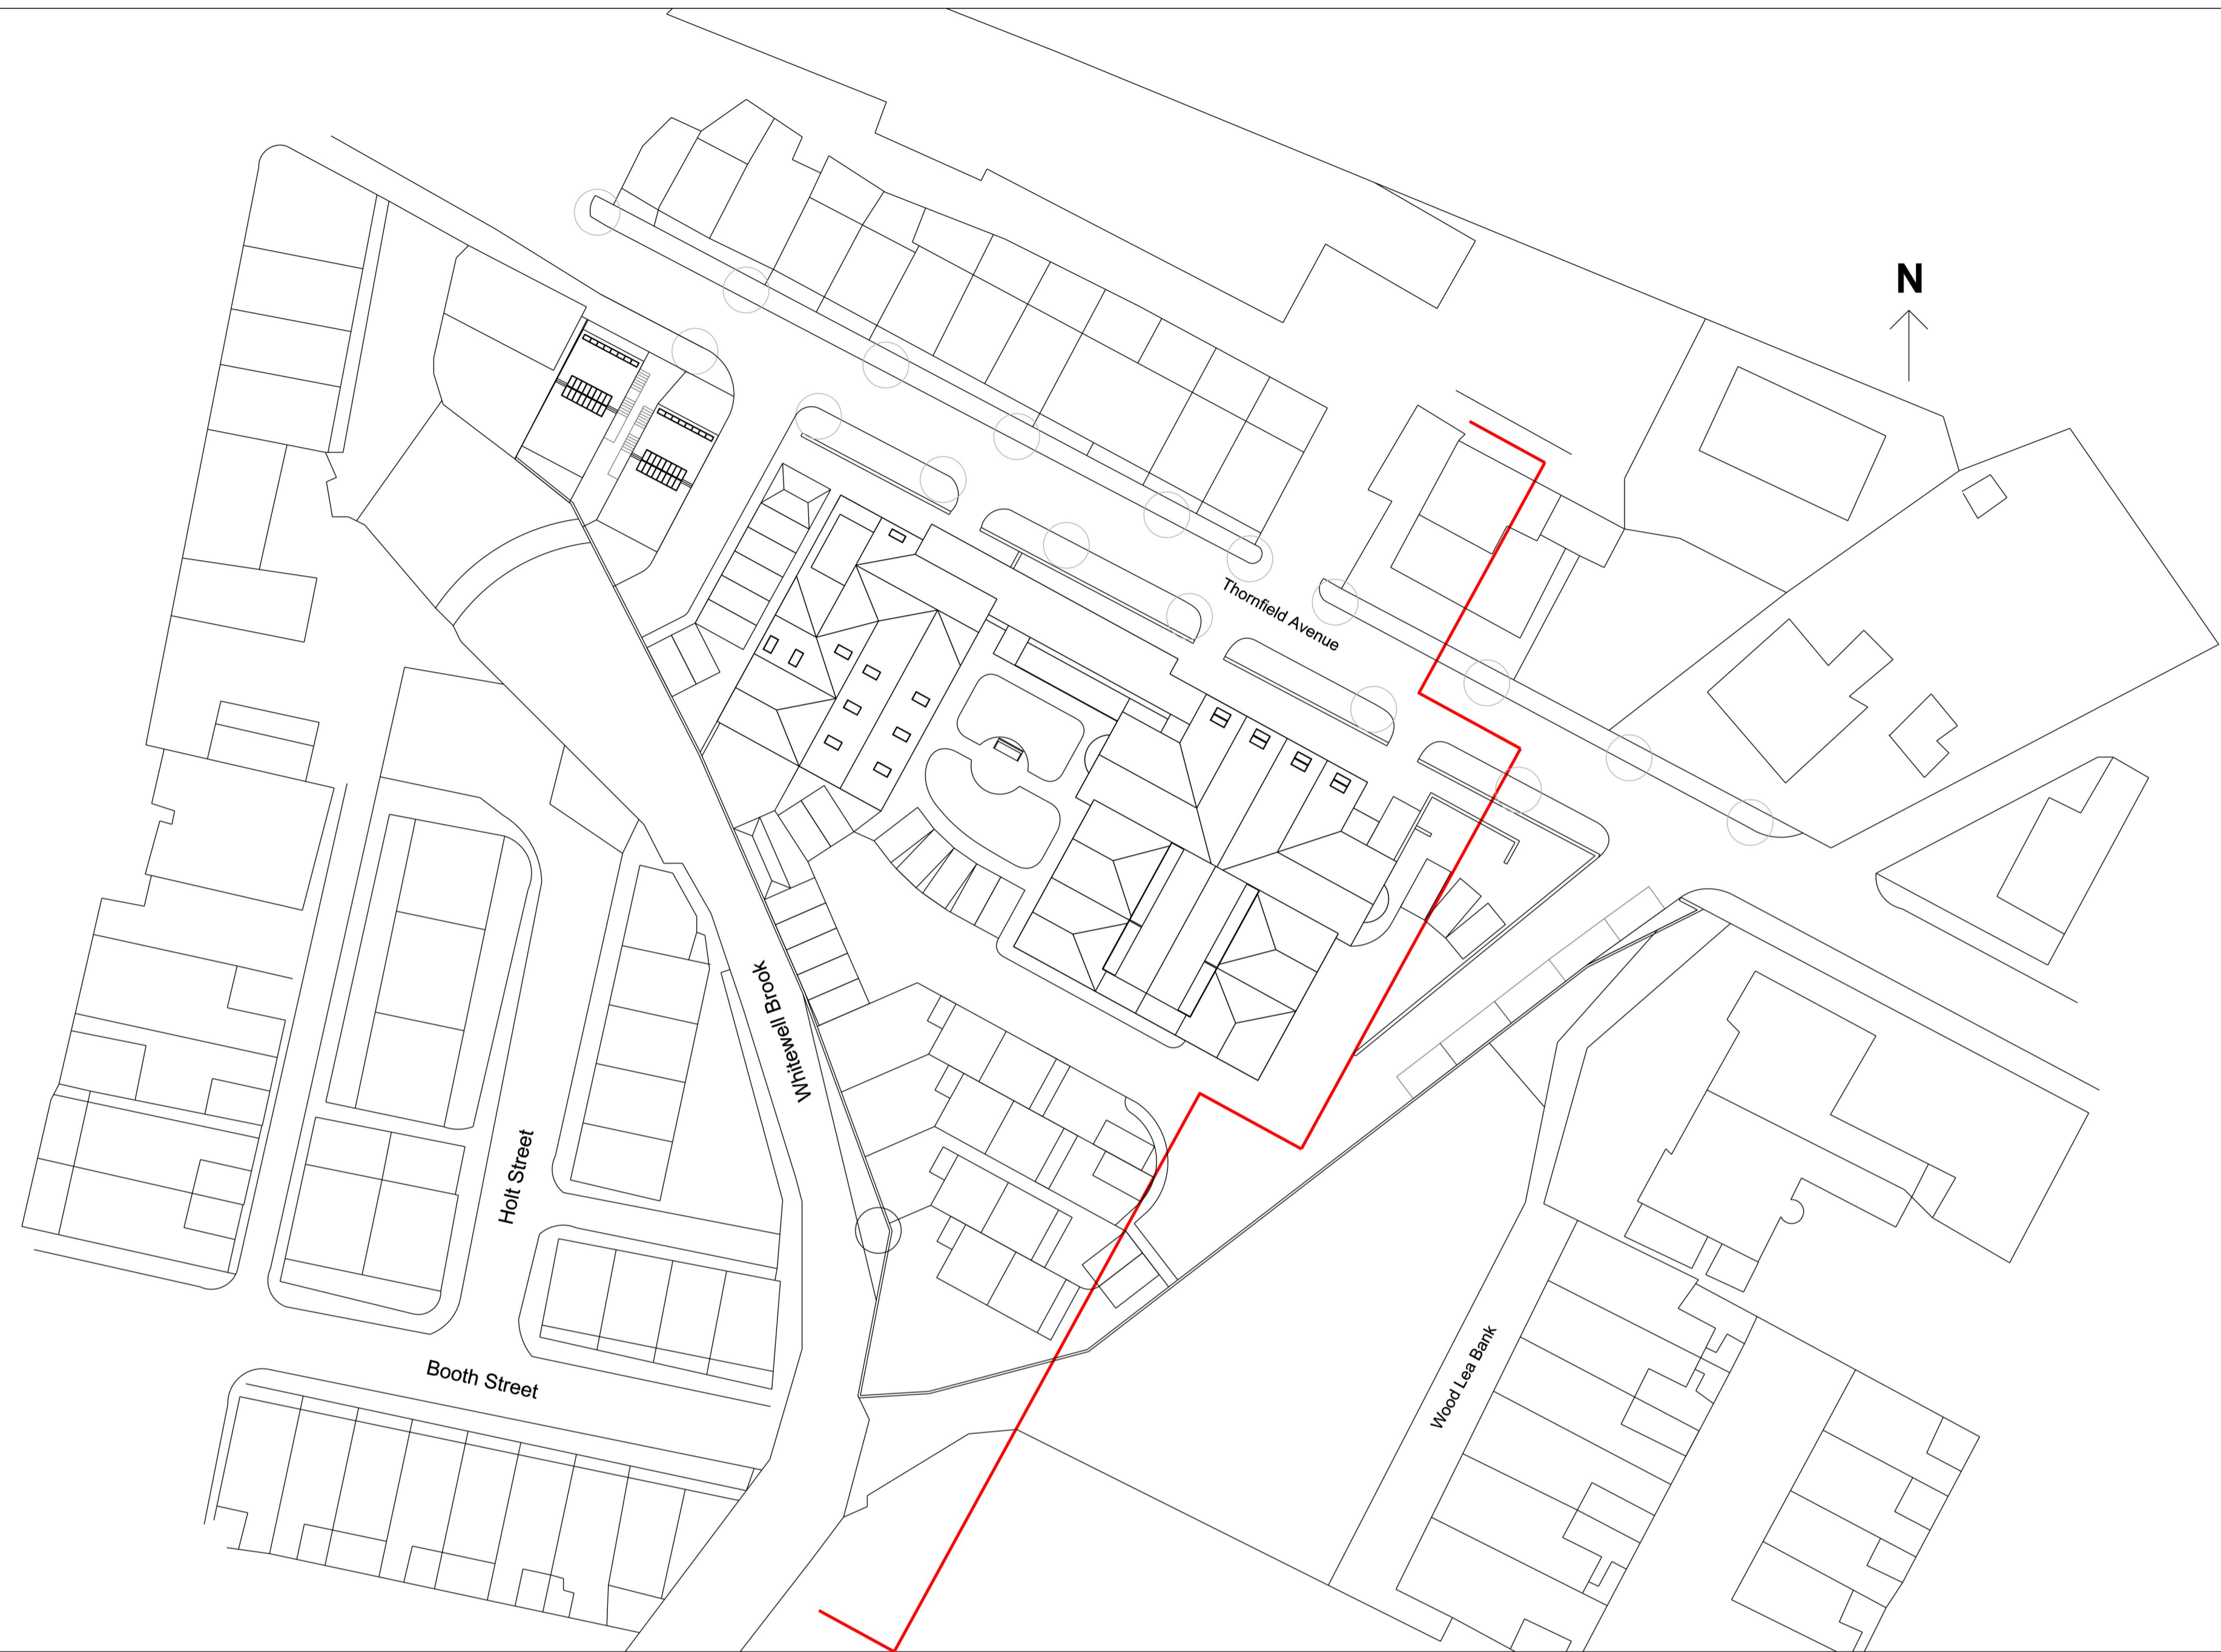 N
Thornfield Avenue
Whitewell Brook
Holt Street
Wood Lea Bank
Booth Street